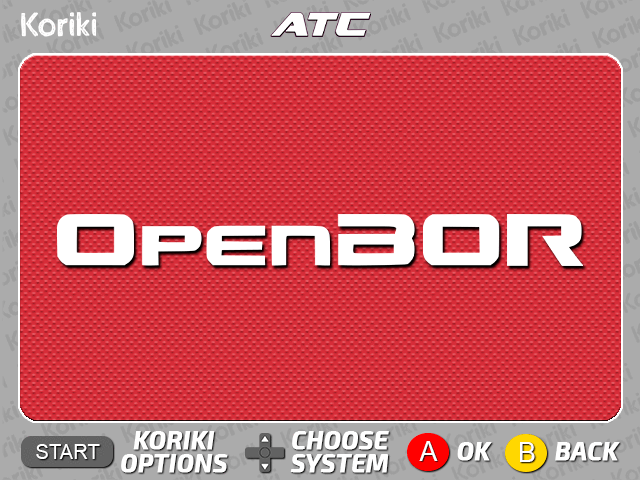 Koriki
ATC
OpenBOR
START KORIKI OPTIONS CHOOSE SYSTEM A OK B BACK